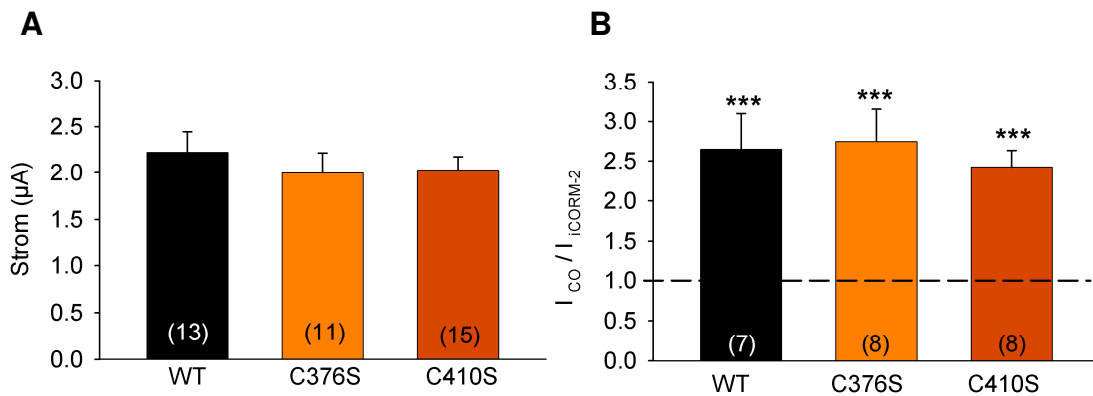 A
Strom (µA)
3.0
2.5
2.0
1.5
1.0
0.5
0.0
(13)
(11)
(15)
WT
C376S
C410S
B
I CO / I iCORM-2
3.5
3.0
2.5
2.0
1.5
1.0
0.5
0.0
***
***
***
(7)
(8)
(8)
WT
C376S
C410S